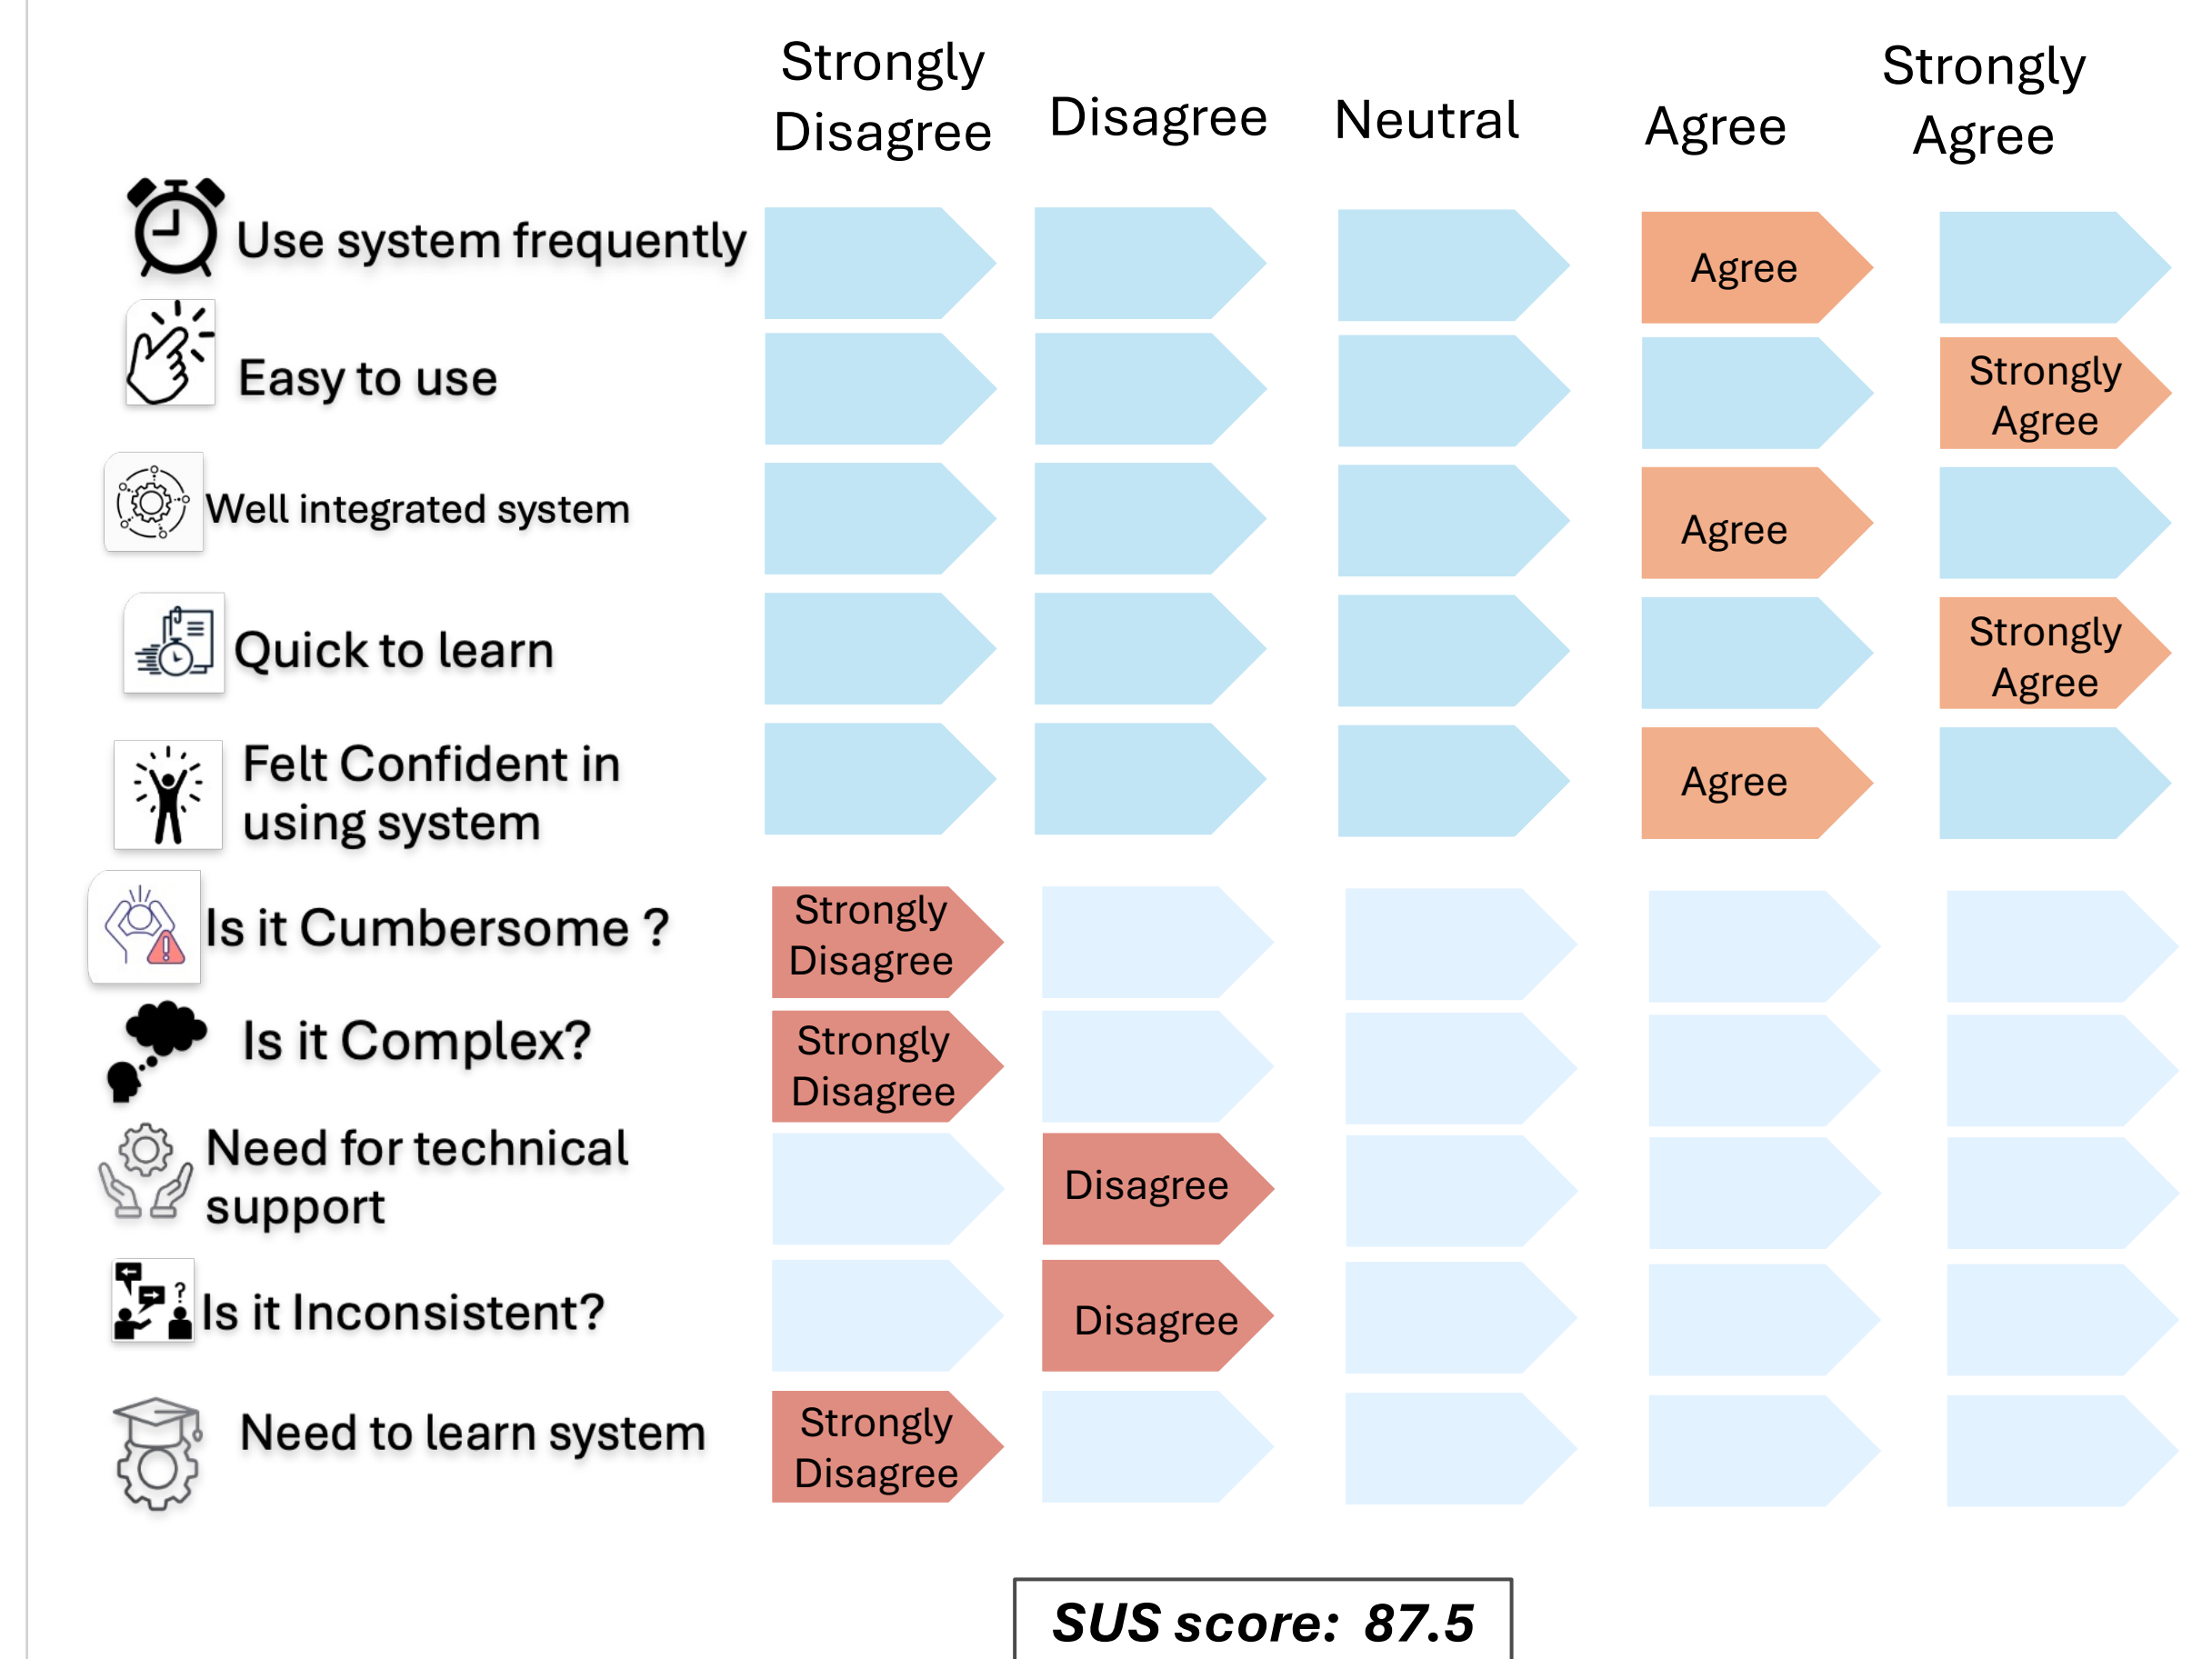 Strongly
Disagree
Disagree
Neutral
Agree
Strongly
Agree
Use system frequently
Agree
Easy to use
Strongly
Agree
Well integrated system
Agree
Quick to learn
Strongly
Agree
Felt Confident in
using system
Agree
Is it Cumbersome ?
Strongly
Disagree
Is it Complex?
Strongly
Disagree
Need for technical
support
Disagree
Is it Inconsistent?
?
Disagree
Need to learn system
Strongly
Disagree
SUS score: 87.5